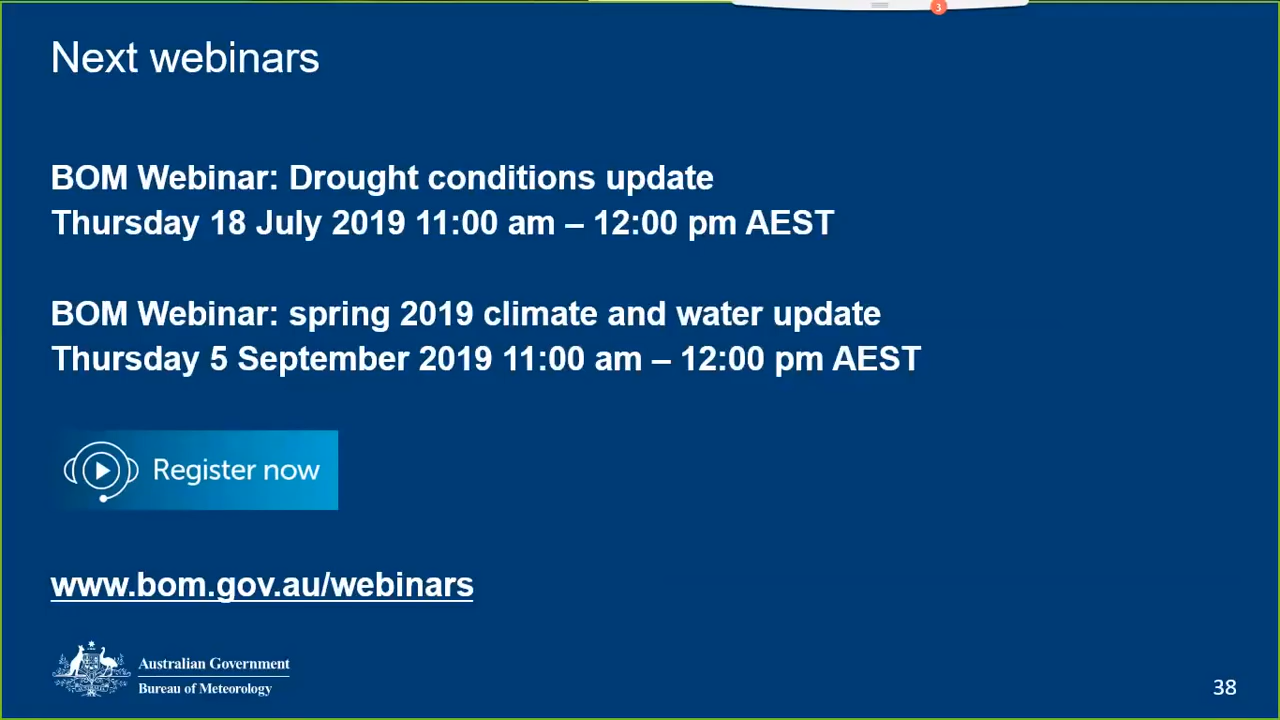 3
Next webinars
BOM Webinar: Drought conditions update
Thursday 18 July 2019 11:00 am – 12:00 pm AEST
BOM Webinar: spring 2019 climate and water update
Thursday 5 September 2019 11:00 am – 12:00 pm AEST
Register now
www.bom.gov.au/webinars
Australian Government
Bureau of Meteorology
38